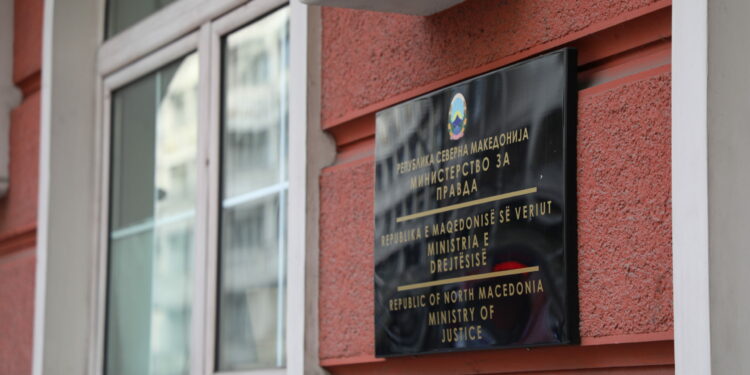 РЕПУБЛИКА СЕВЕРНА МАКЕДОНИЈА
МИНИСТЕРСТВО ЗА
ПРАВДА
REPUBLIKA E MAQEDONISË SË VERIUT
MINISTRIA E
DREJTËSISË
REPUBLIC OF NORTH MACEDONIA
MINISTRY OF
JUSTICE